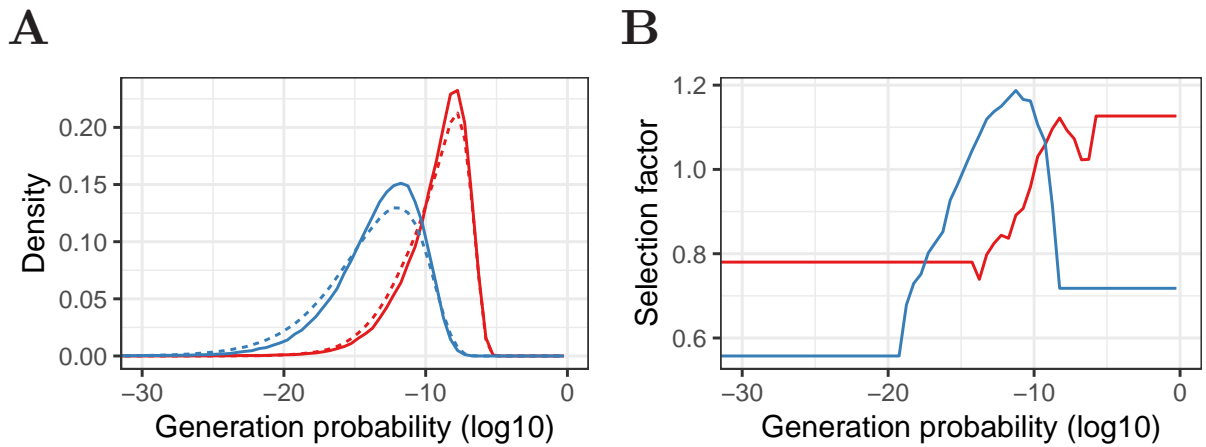 A
B
Density
0.20
0.15
0.10
0.05
0.00
−30
−20
−10
0
Generation probability (log10)
Selection factor
1.2
1.0
0.8
0.6
−30
−20
−10
0
Generation probability (log10)